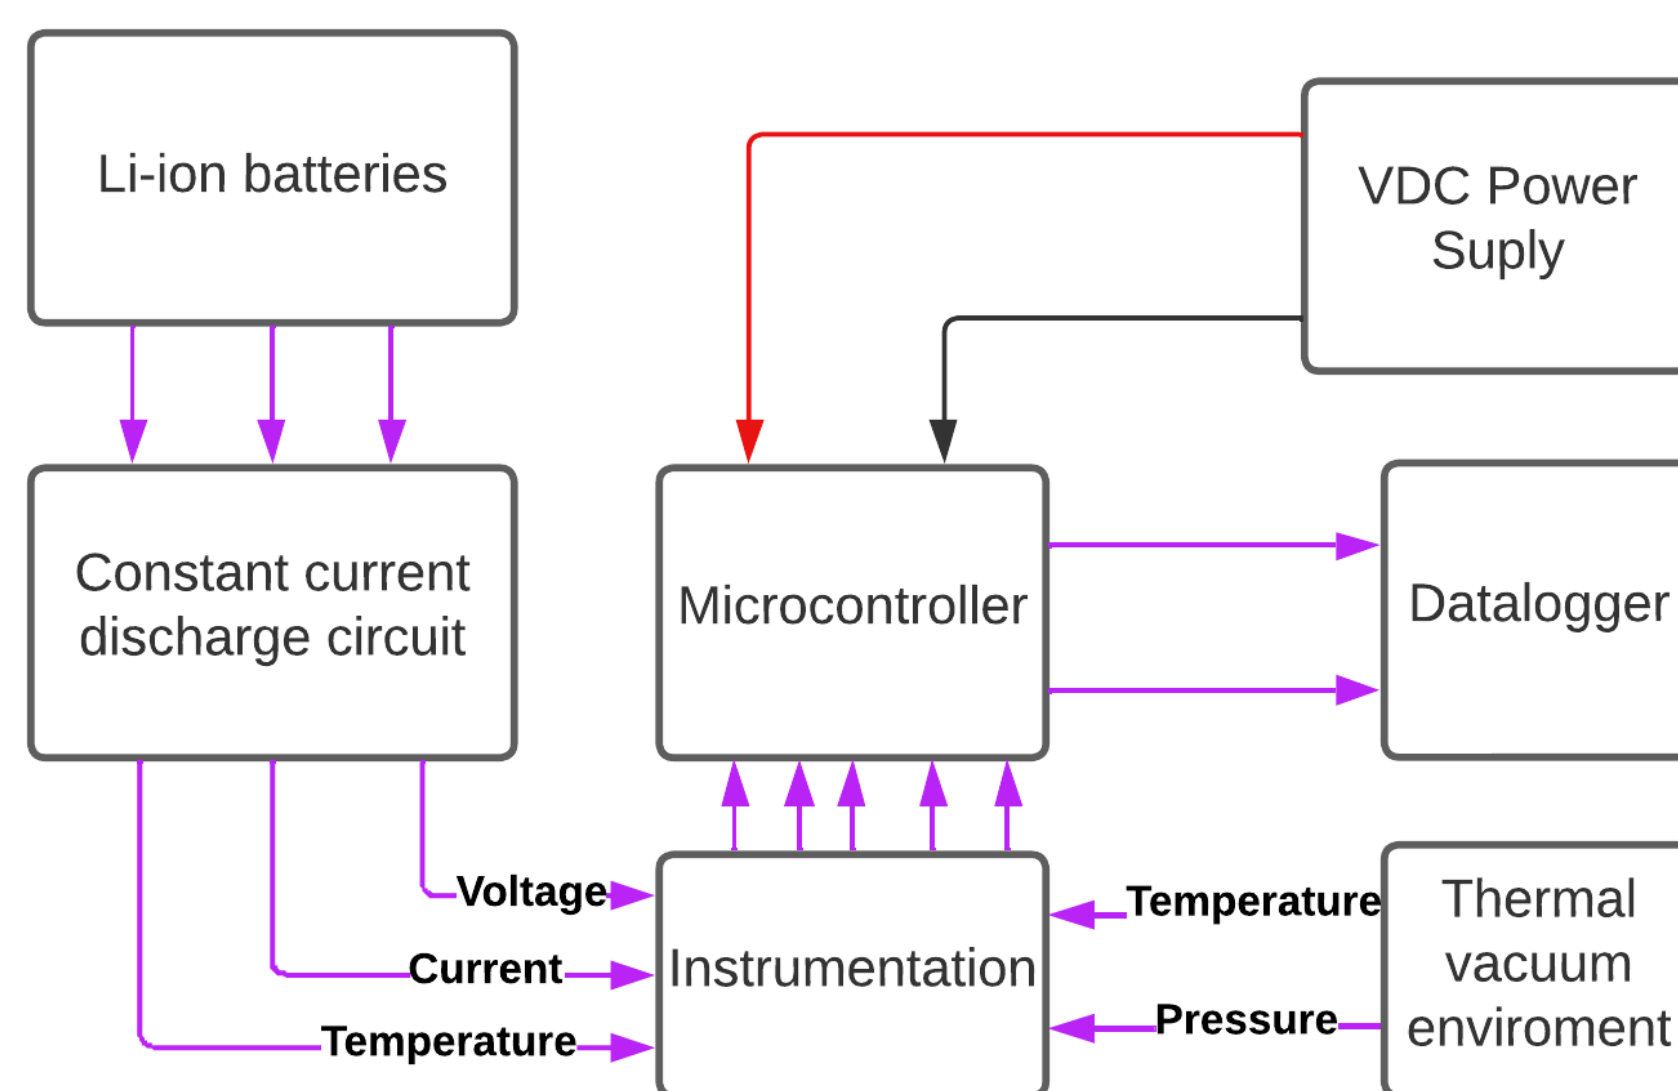 Li-ion batteries
VDC Power
Suply
Constant current
discharge circuit
Microcontroller
Datalogger
Voltage
Current
Temperature
Instrumentation
Temperature
Pressure
Thermal
vacuum
enviroment